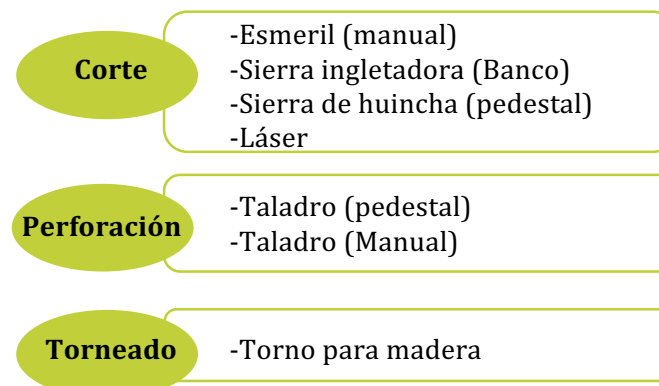 Corte
-Esmeril (manual)
-Sierra ingletadora (Banco)
-Sierra de huincha (pedestal)
-Láser
Perforación
-Taladro (pedestal)
-Taladro (Manual)
Torneado
-Torno para madera